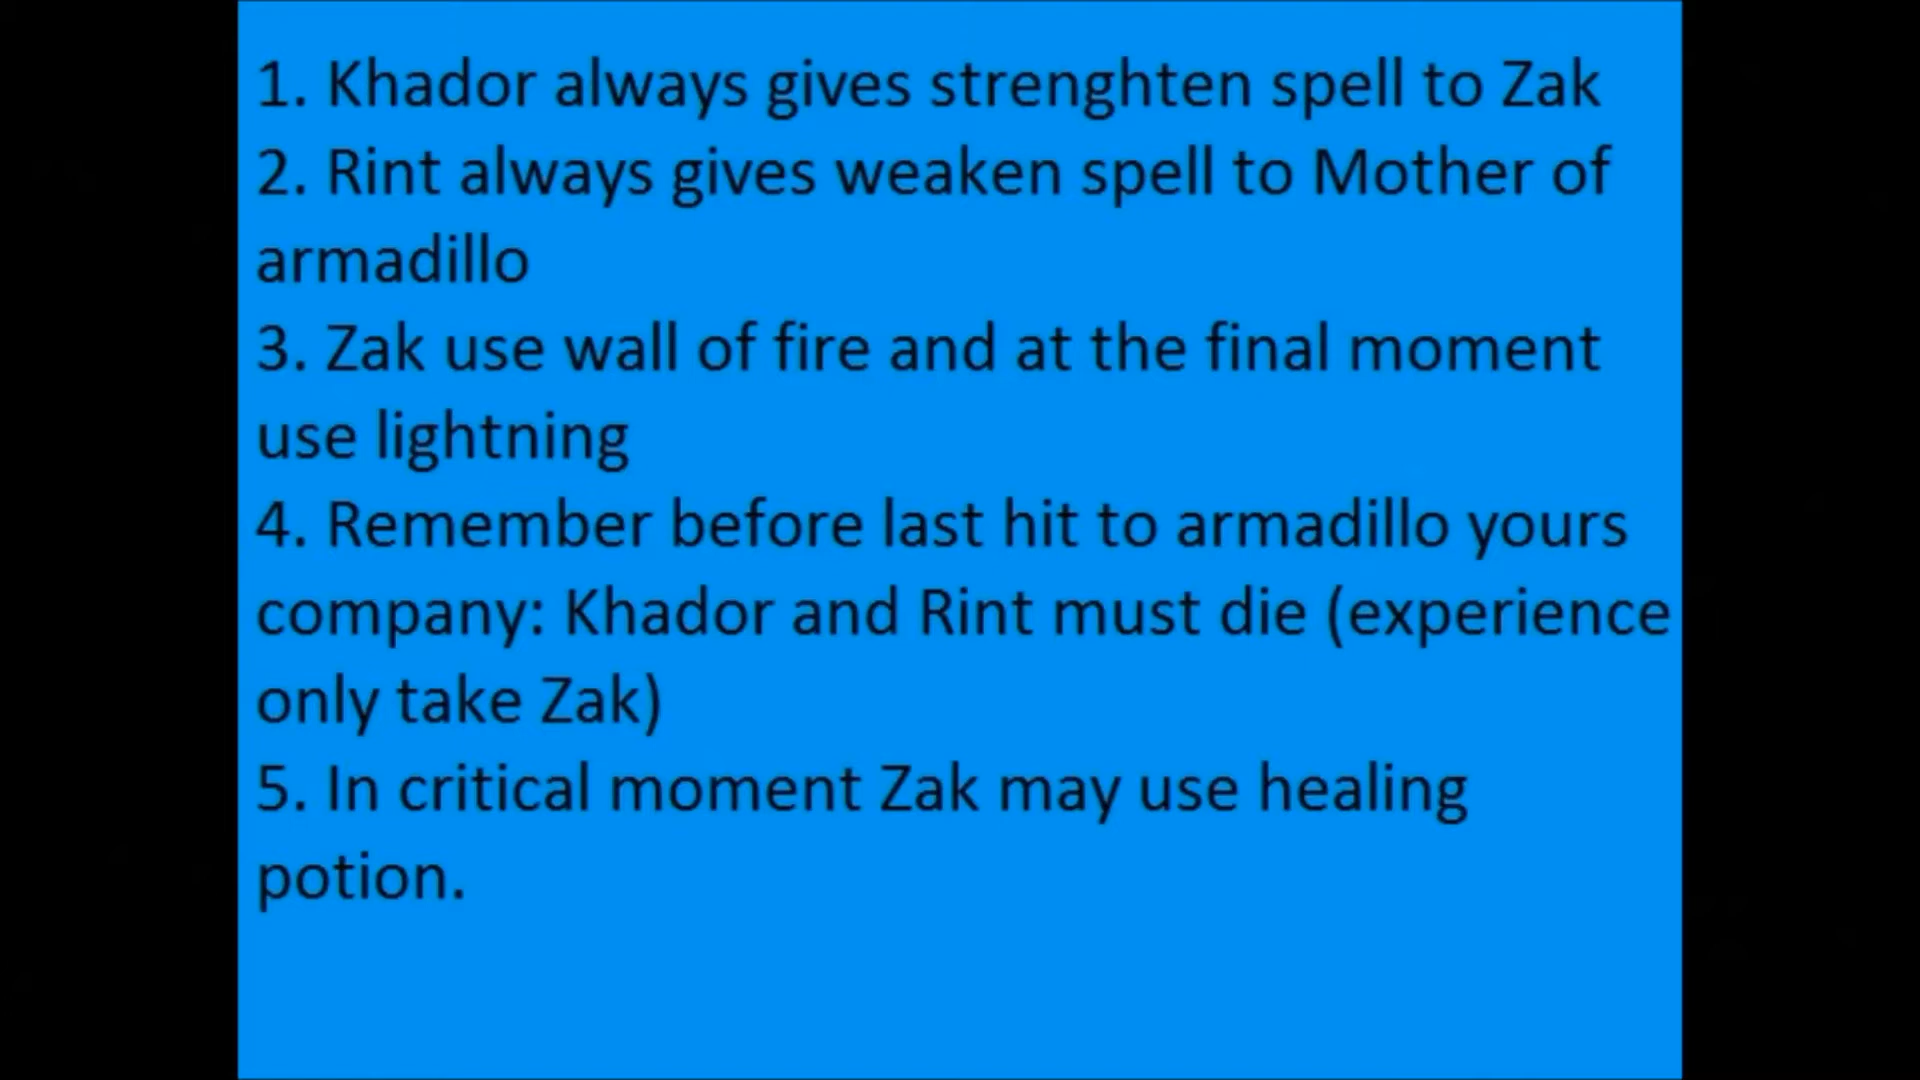 1. Khador always gives strenghten spell to Zak
2. Rint always gives weaken spell to Mother of
armadillo
3. Zak use wall of fire and at the final moment
use lightning
4. Remember before last hit to armadillo yours
company: Khador and Rint must die (experience
only take Zak)
5. In critical moment Zak may use healing
potion.